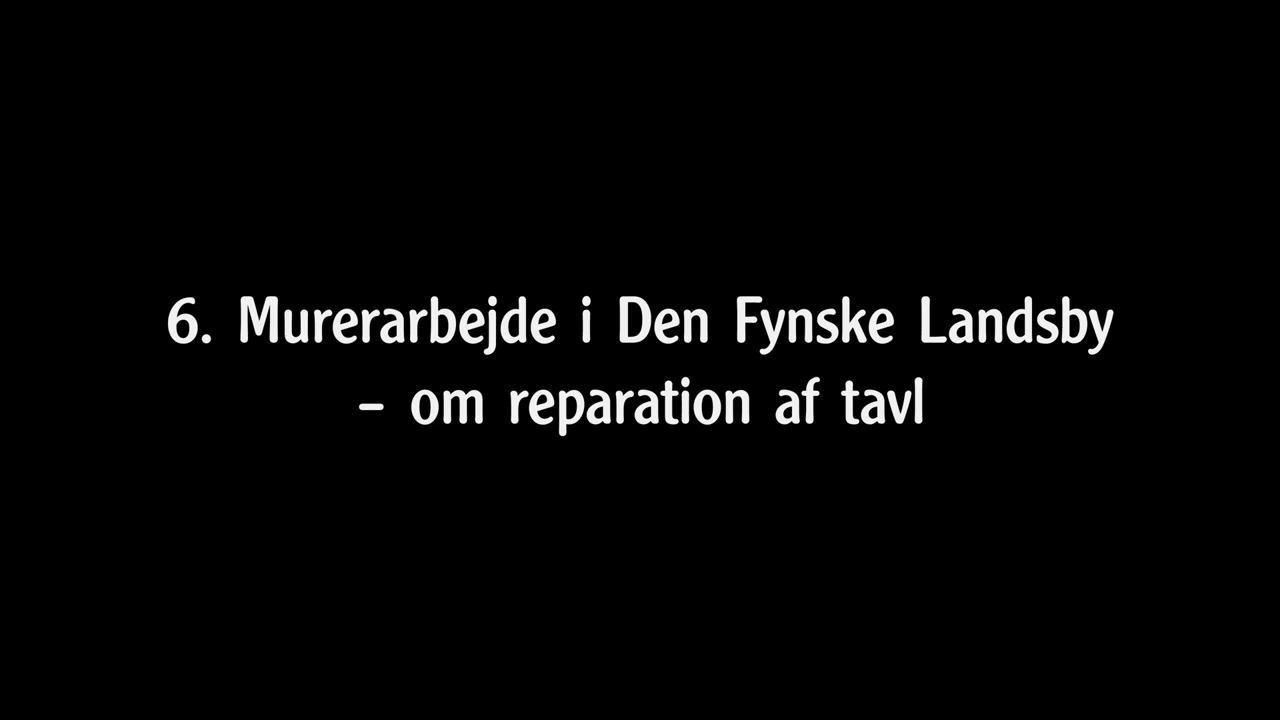 6. Murerarbejde i Den Fynske Landsby
– om reparation af tavl